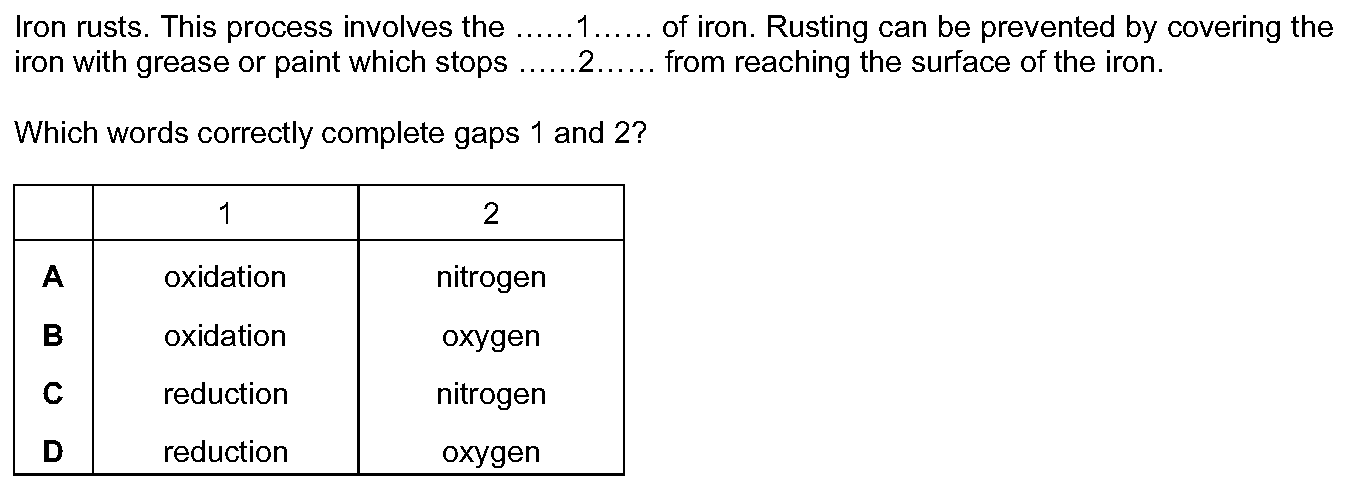 Iron rusts. This process involves the ......1...... of iron. Rusting can be prevented by covering the
iron with grease or paint which stops ......2...... from reaching the surface of the iron.
Which words correctly complete gaps 1 and 2?
1 2
A oxidation nitrogen
B oxidation oxygen
C reduction nitrogen
D reduction oxygen